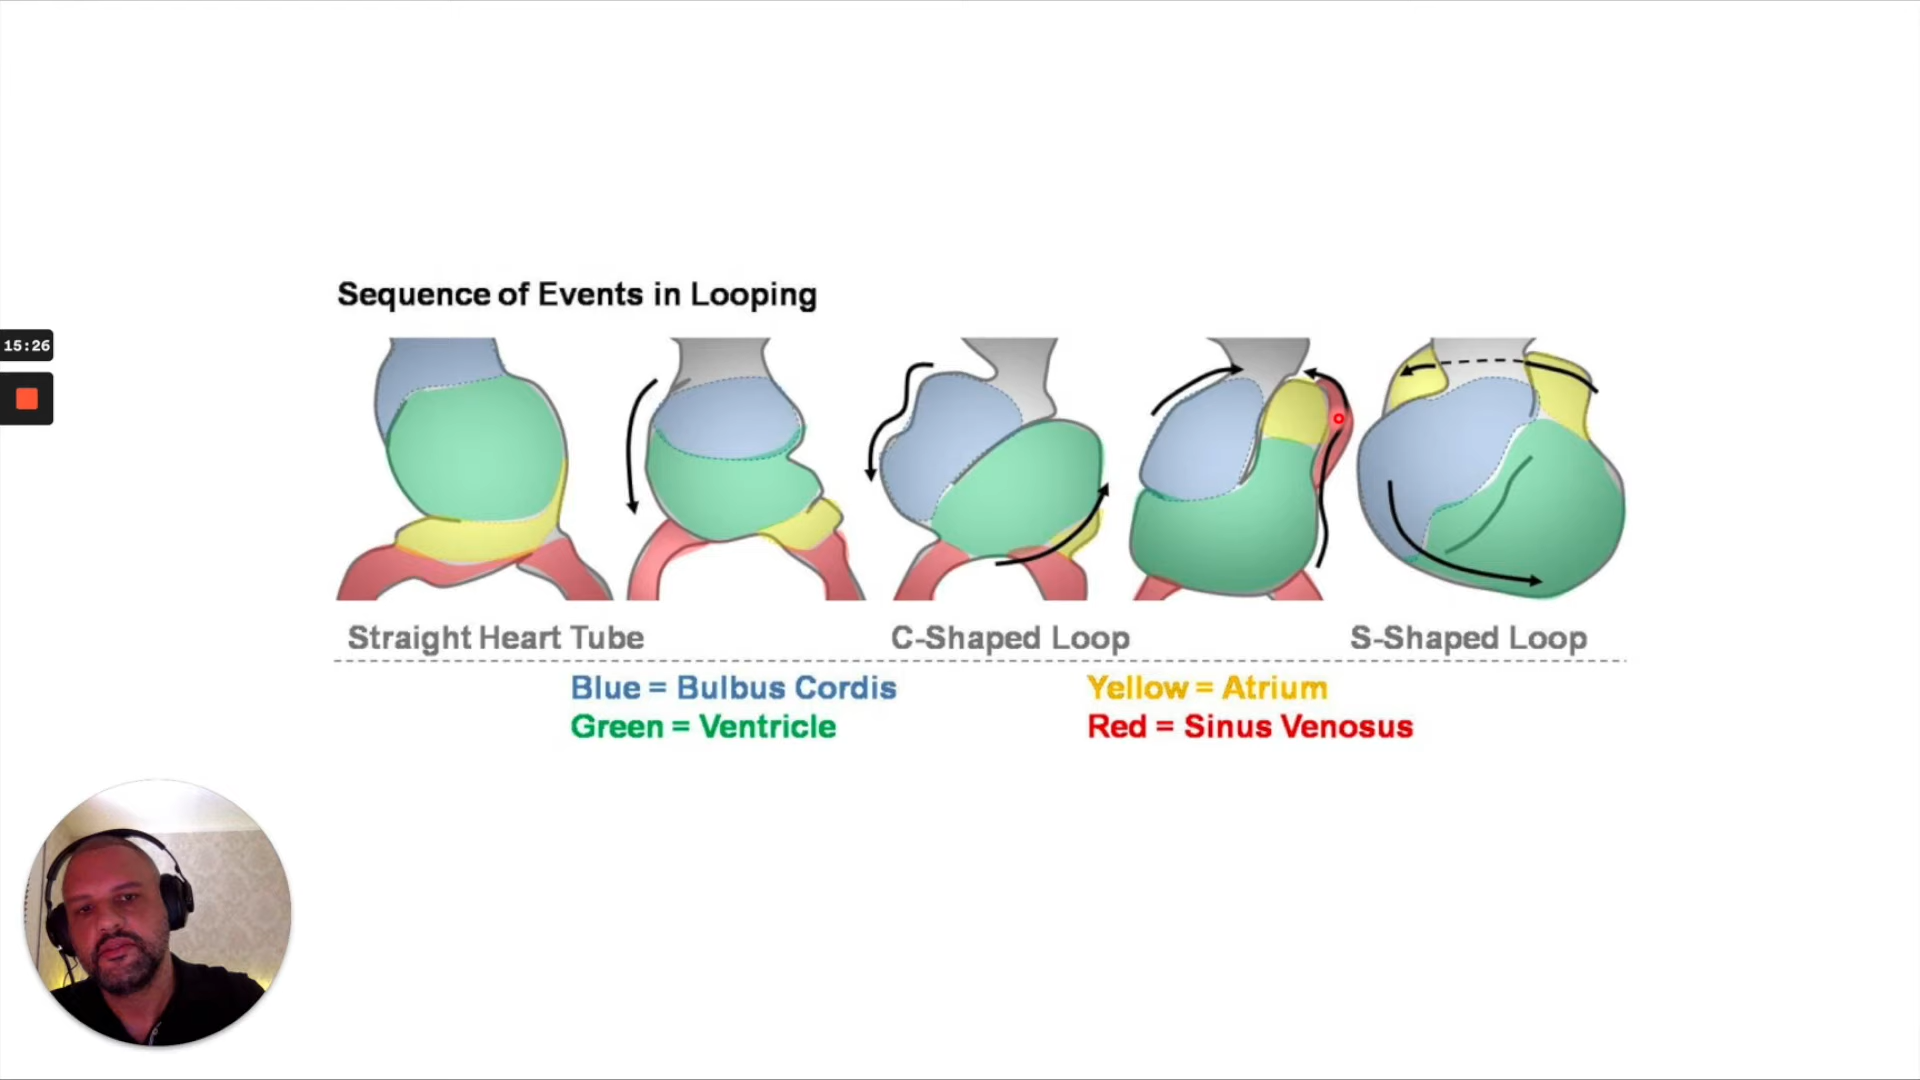 Sequence of Events in Looping
15:26
Straight Heart Tube
C-Shaped Loop
S-Shaped Loop
Blue = Bulbus Cordis
Yellow = Atrium
Green = Ventricle
Red = Sinus Venosus